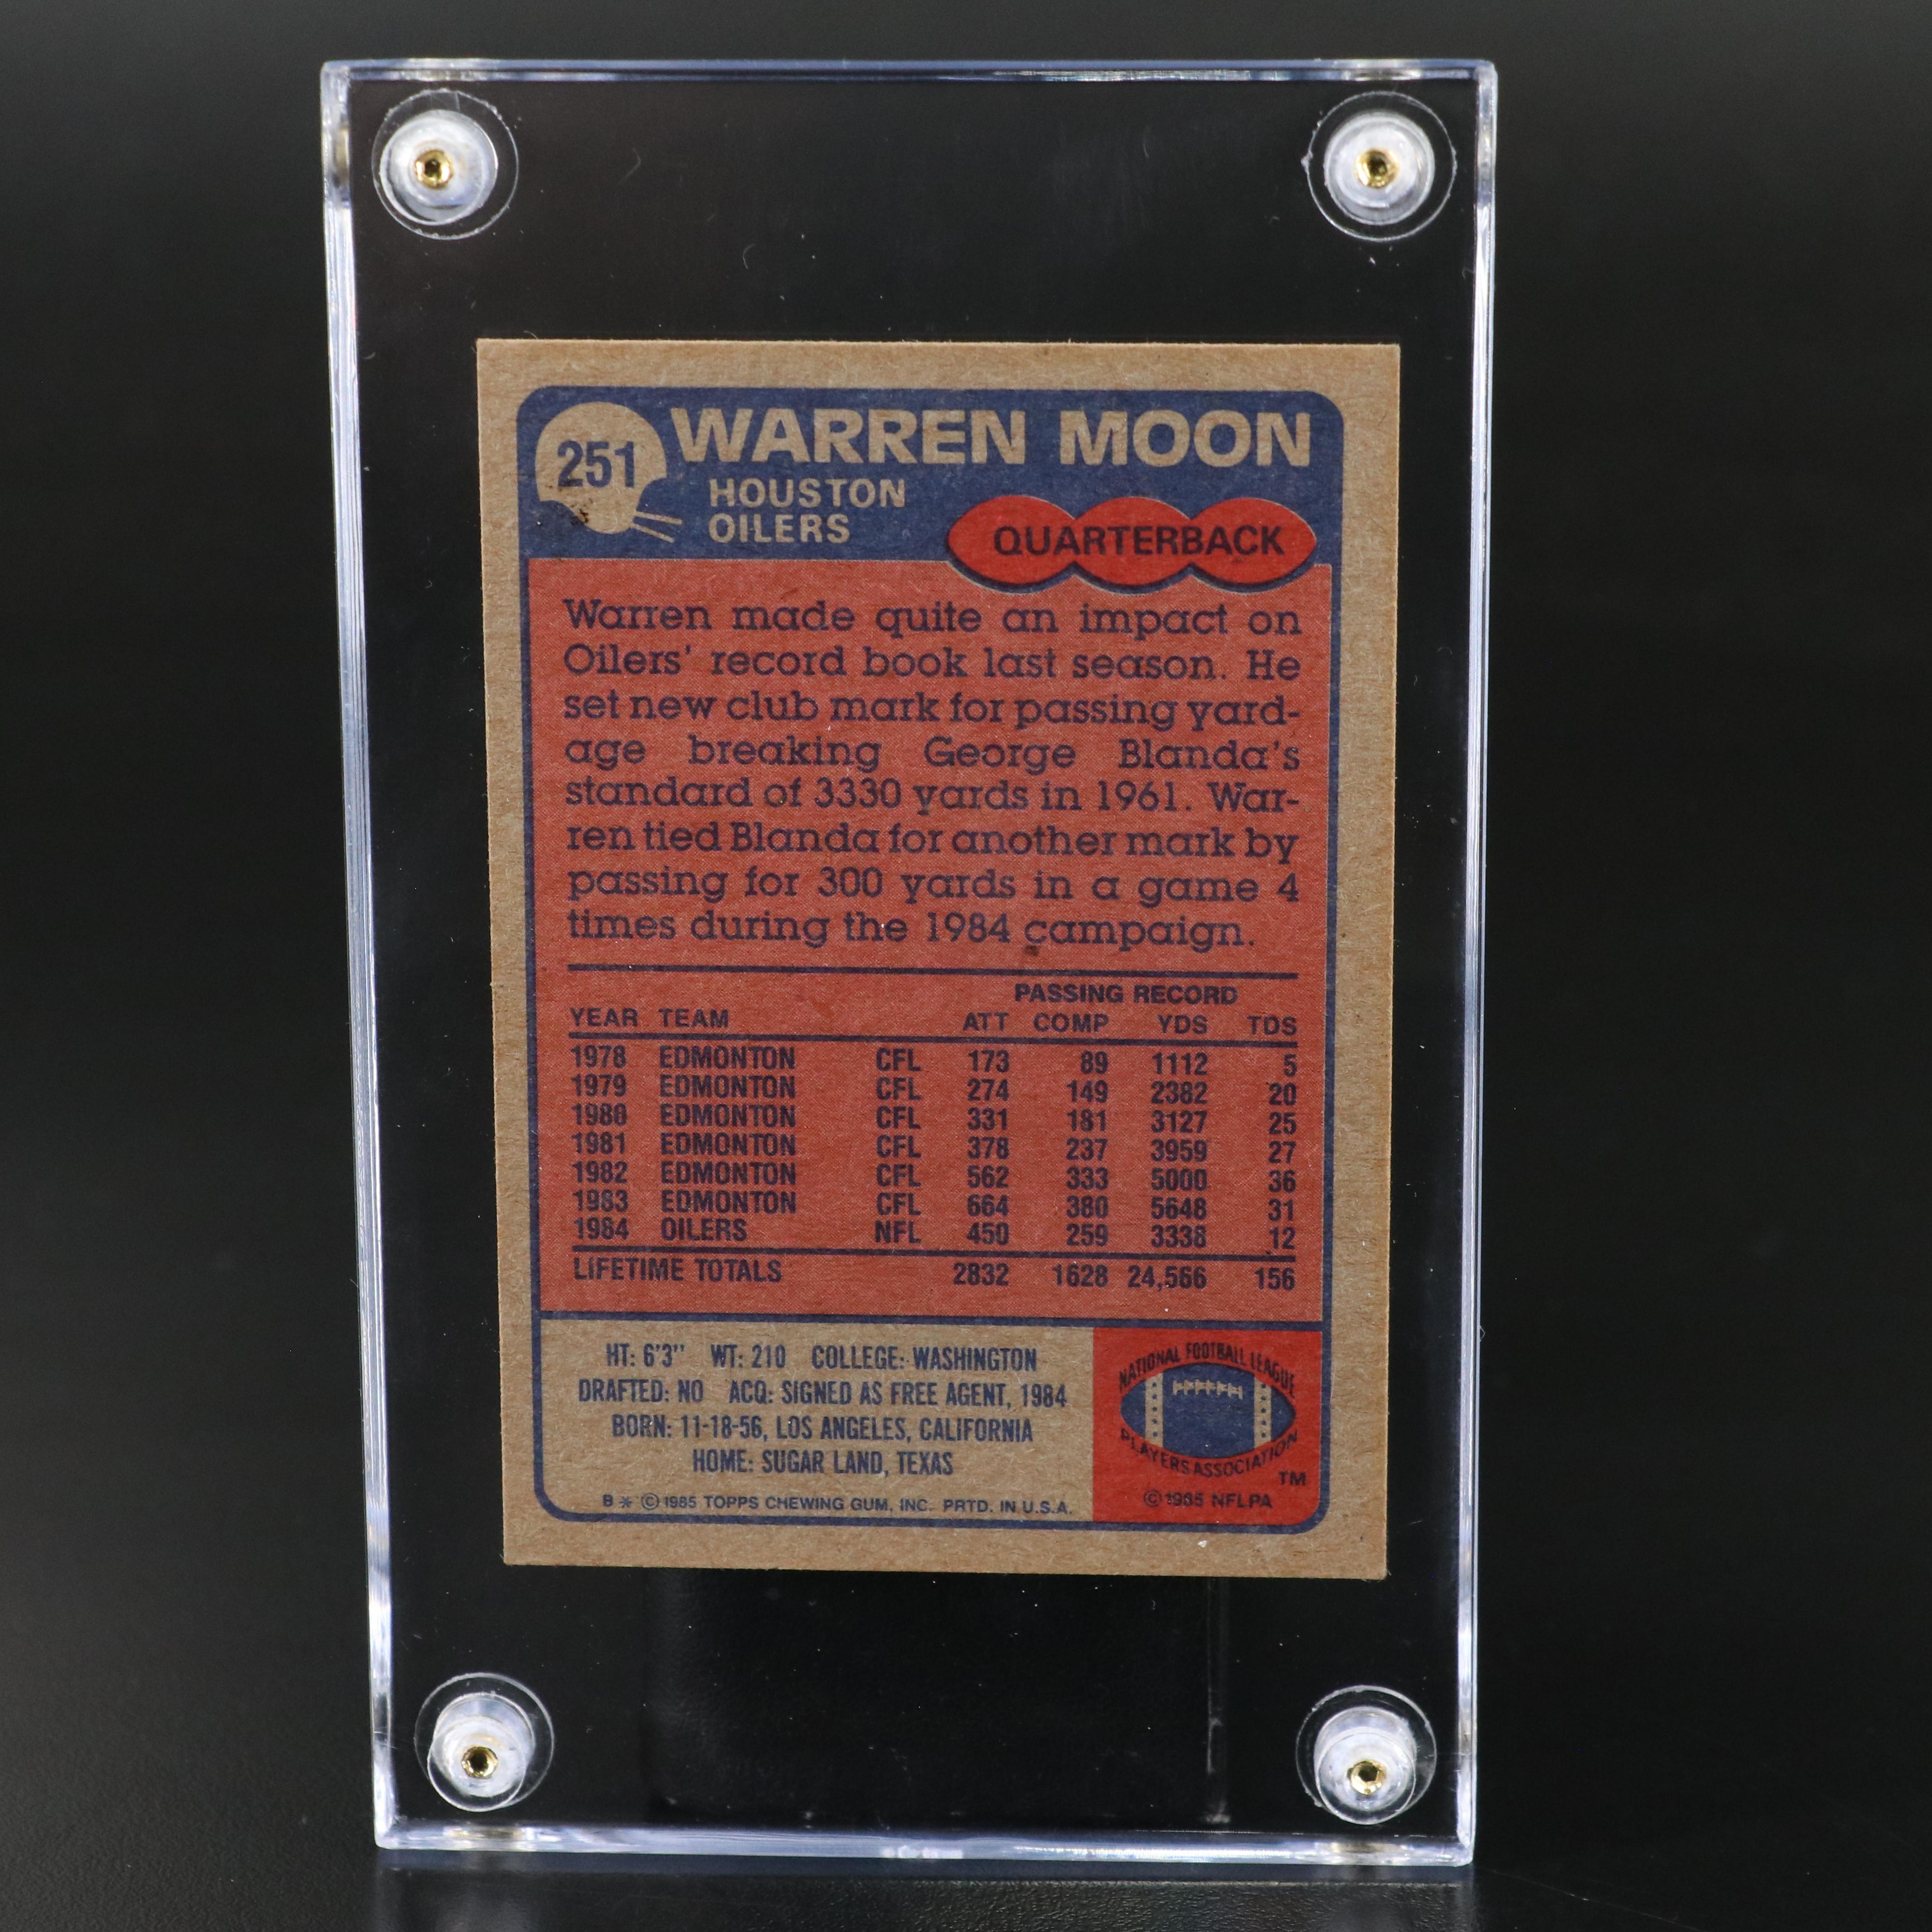 251
WARREN MOON
HOUSTON
OILERS
QUARTERBACK
Warren made quite an impact on
Oilers' record book last season. He
set new club mark for passing yard-
age breaking George Blanda's
standard of 3330 yards in 1961. War-
ren tied Blanda for another mark by
passing for 300 yards in a game 4
times during the 1984 campaign.
PASSING RECORD
YEAR TEAM ATT COMP YDS TDS
1978 EDMONTON CFL 173 89 1112 5
1979 EDMONTON CFL 274 149 2382 20
1980 EDMONTON CFL 331 181 3127 25
1981 EDMONTON CFL 378 237 3959 27
1982 EDMONTON CFL 562 333 5000 36
1983 EDMONTON CFL 664 380 5648 31
1984 OILERS NFL 450 259 3338 12
LIFETIME TOTALS 2832 1628 24,566 156
HT: 6'3" WT: 210 COLLEGE: WASHINGTON
DRAFTED: NO ACQ: SIGNED AS FREE AGENT, 1984
BORN: 11-18-56, LOS ANGELES, CALIFORNIA
HOME: SUGAR LAND, TEXAS
B * © 1985 TOPPS CHEWING GUM, INC. PRTD. IN U.S.A.
NATIONAL FOOTBALL LEAGUE
PLAYERS ASSOCIATION
TM
© 1985 NFLPA